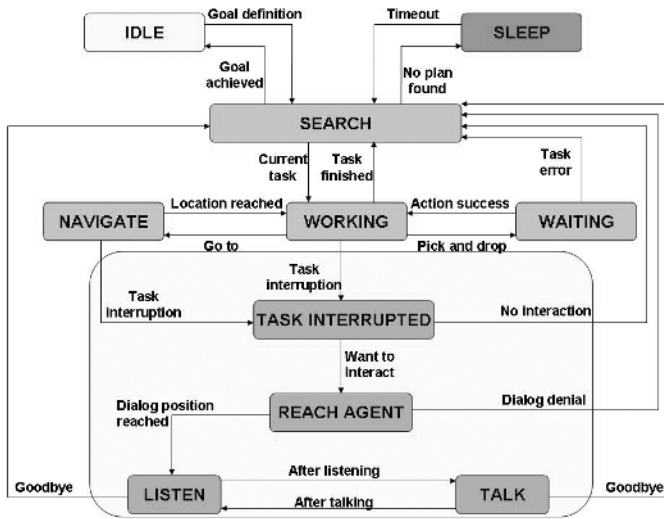 IDLE
Goal definition
Timeout
SLEEP
Goal
achieved
No plan
found
SEARCH
Current
task
Task
finished
Task
error
NAVIGATE
Location reached
WORKING
Action success
WAITING
Go to
Pick and drop
Task
interruption
Task
interruption
TASK INTERRUPTED
No Interaction
Want to
Interact
REACH AGENT
Dialog position
reached
Dialog denial
Goodbye
LISTEN
After listening
After talking
TALK
Goodbye